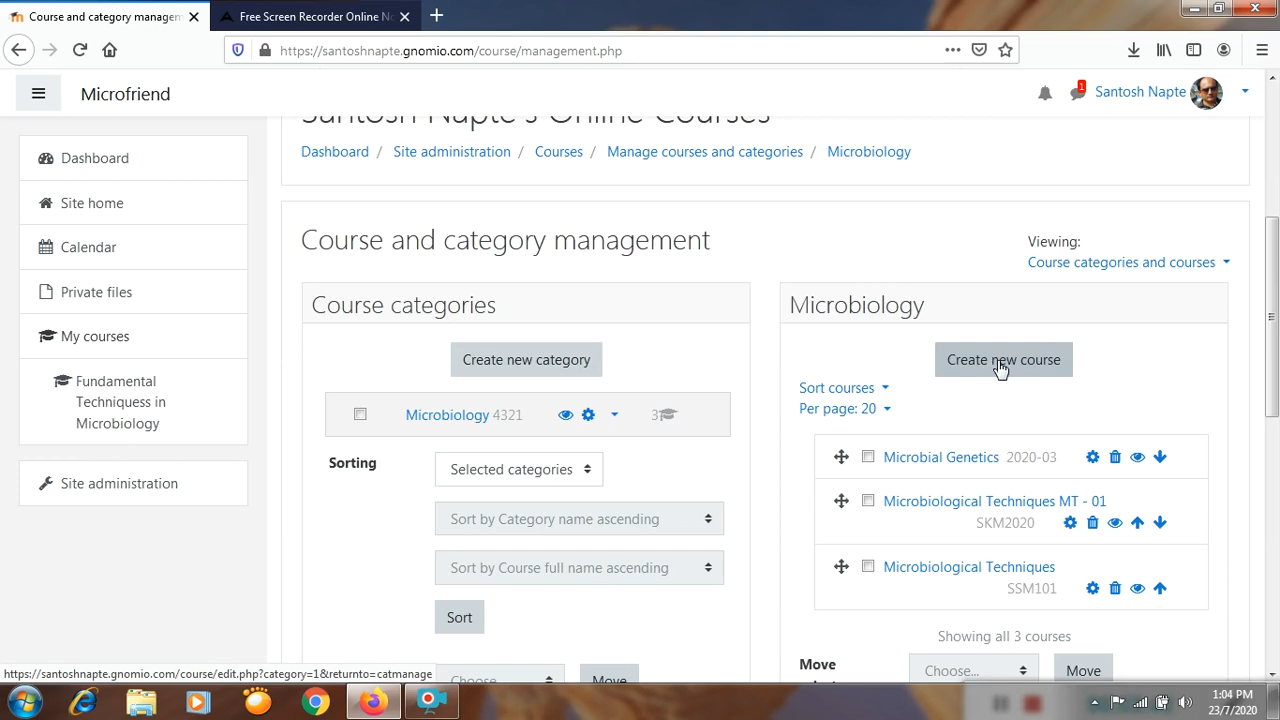 Course and category managem
Free Screen Recorder Online No
https://santoshnapte.gnomio.com/course/management.php
Microfriend
1
Santosh Napte
Santosh Napte's Online Courses
Dashboard / Site administration / Courses / Manage courses and categories / Microbiology
Dashboard
Site home
Calendar
Private files
My courses
Fundamental
Techniquess in
Microbiology
Site administration
Course and category management
Viewing:
Course categories and courses
Course categories
Create new category
Microbiology 4321
3
Sorting
Selected categories
Sort by Category name ascending
Sort by Course full name ascending
Sort
Choose...
Move
Microbiology
Create new course
Sort courses
Per page: 20
Microbial Genetics 2020-03
Microbiological Techniques MT - 01
SKM2020
Microbiological Techniques
SSM101
Showing all 3 courses
Move
Choose...
Move
https://santoshnapte.gnomio.com/course/edit.php?category=1&returnto=catmanage
1:04 PM
23/7/2020